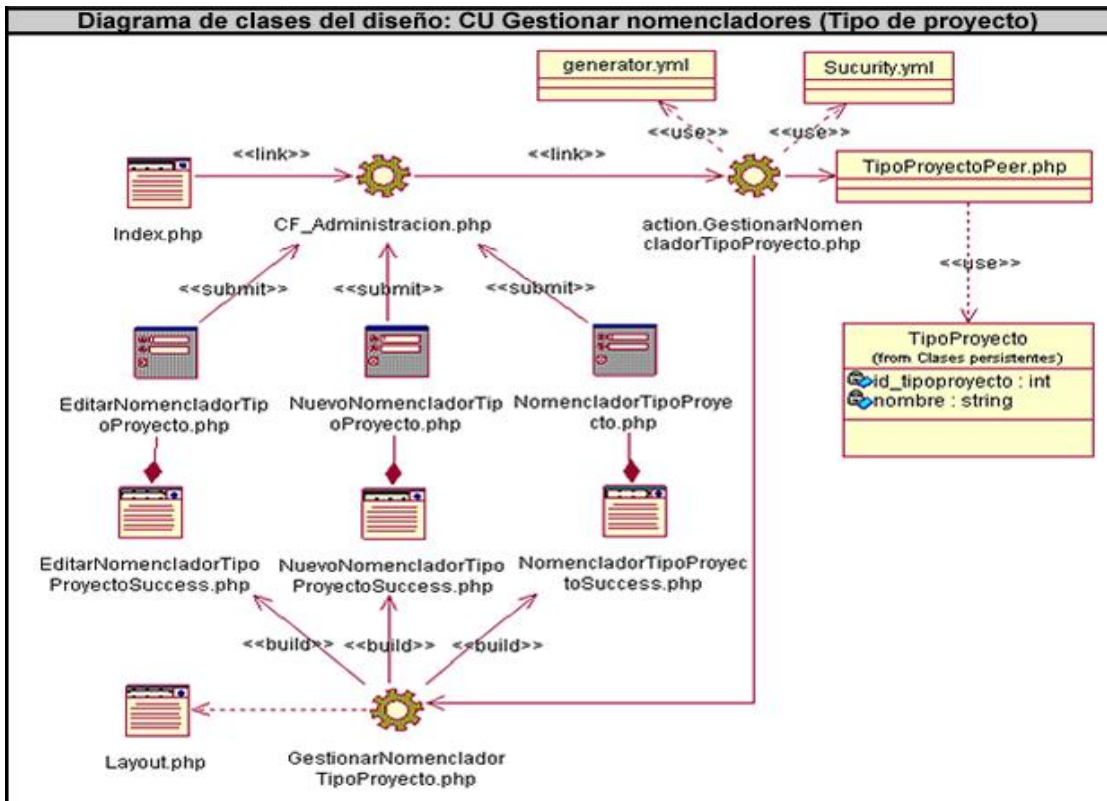 Diagrama de clases del diseño: CU Gestionar nomencladores (Tipo de proyecto)
generator.yml
Sucurity.yml
<<use>>
<<use>>
<<link>>
<<link>>
TipoProyectoPeer.php
Index.php
CF_Administracion.php
action.GestionarNomen
cladorTipoProyecto.php
<<use>>
<<submit>>
<<submit>>
<<submit>>
TipoProyecto
(from Clases persistentes)
id_tipoproyecto : int
nombre : string
EditarNomencladorTip
oProyecto.php
NuevoNomencladorTip
oProyecto.php
NomencladorTipoProye
cto.php
EditarNomencladorTipo
ProyectoSuccess.php
NuevoNomencladorTipo
ProyectoSuccess.php
NomencladorTipoProyec
toSuccess.php
<<build>>
<<build>>
<<build>>
Layout.php
GestionarNomenclador
TipoProyecto.php